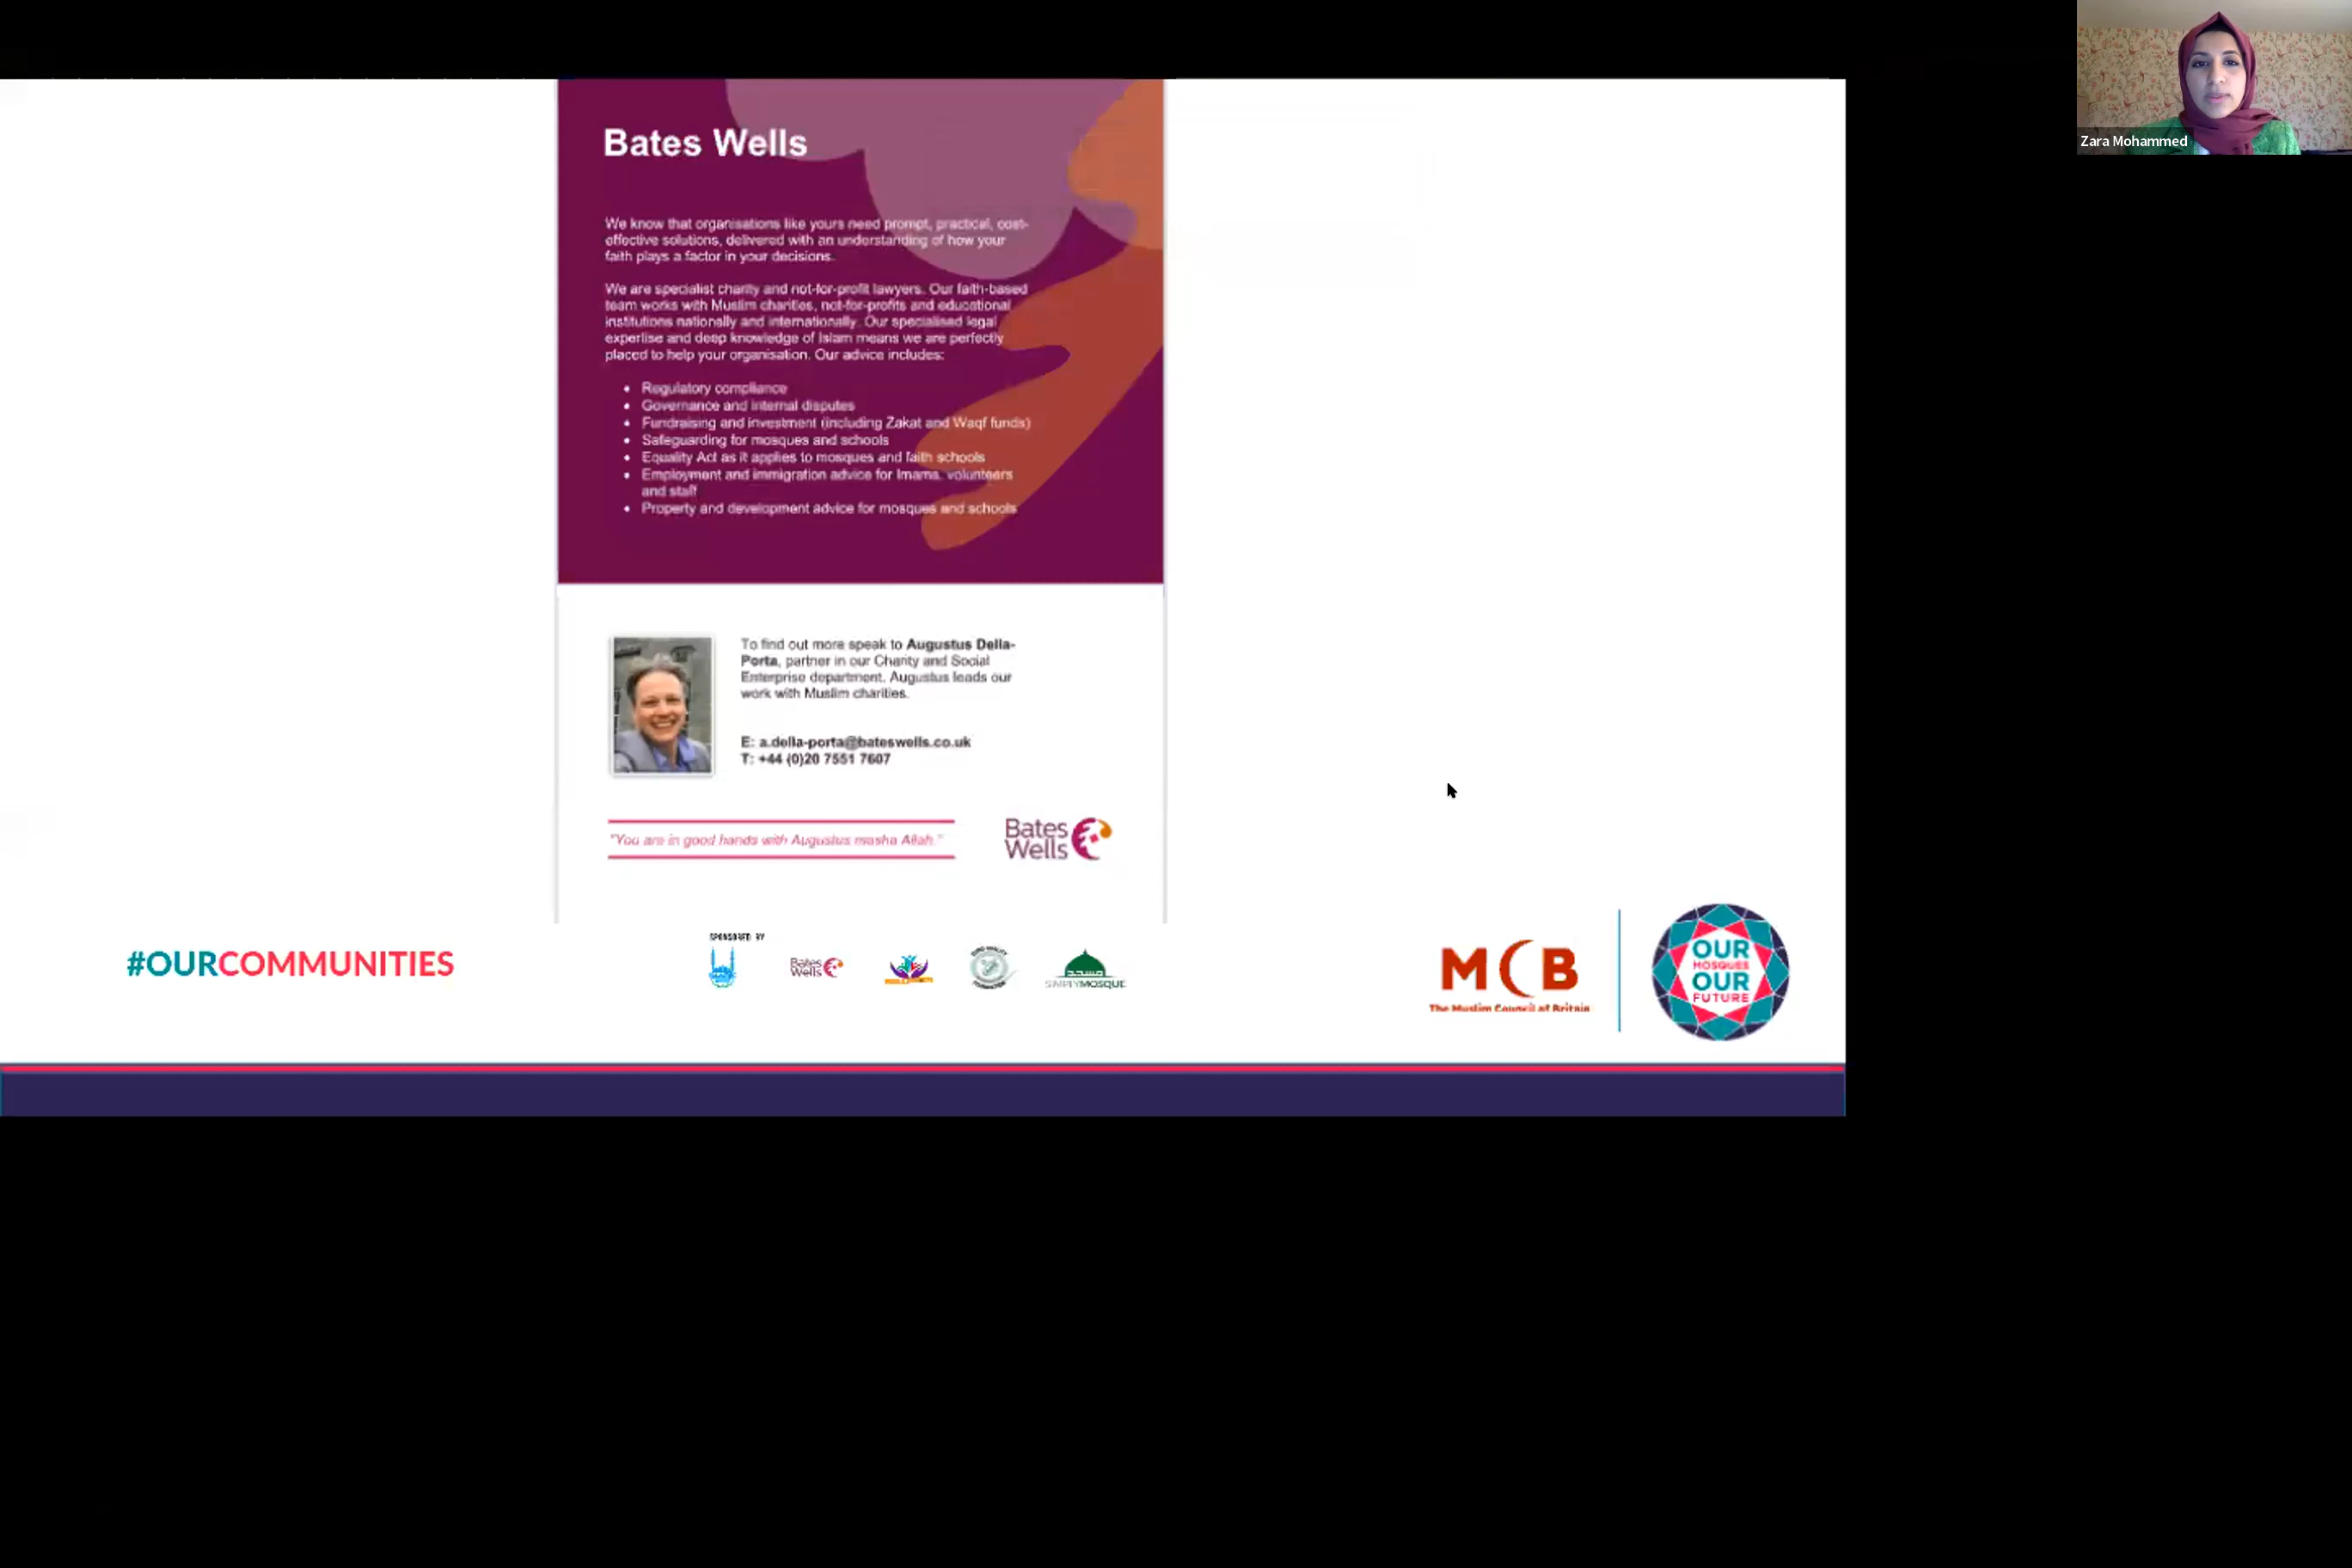 Zara Mohammed
Bates Wells
We know that organisations like yours need prompt, practical, cost-
effective solutions, delivered with an understanding of how your
faith plays a factor in your decisions.
We are specialist charity and not-for-profit lawyers. Our faith-based
team works with Muslim charities, not-for-profits and educational
institutions nationally and internationally. Our specialised legal
expertise and deep knowledge of Islam means we are perfectly
placed to help your organisation. Our advice includes:
• Regulatory compliance
• Governance and internal disputes
• Fundraising and investment (including Zakat and Waqf funds)
• Safeguarding for mosques and schools
• Equality Act as it applies to mosques and faith schools
• Employment and immigration advice for Imams, volunteers
and staff
• Property and development advice for mosques and schools
To find out more speak to Augustus Della-
Porta, partner in our Charity and Social
Enterprise department. Augustus leads our
work with Muslim charities.
E: a.della-porta@bateswells.co.uk
T: +44 (0)20 7551 7607
"You are in good hands with Augustus masha Allah."
Bates
Wells
#OURCOMMUNITIES
SPONSORED BY
Bates
Wells
SIMPLYMOSQUE
MCB
The Muslim Council of Britain
OUR
MOSQUES
OUR
FUTURE